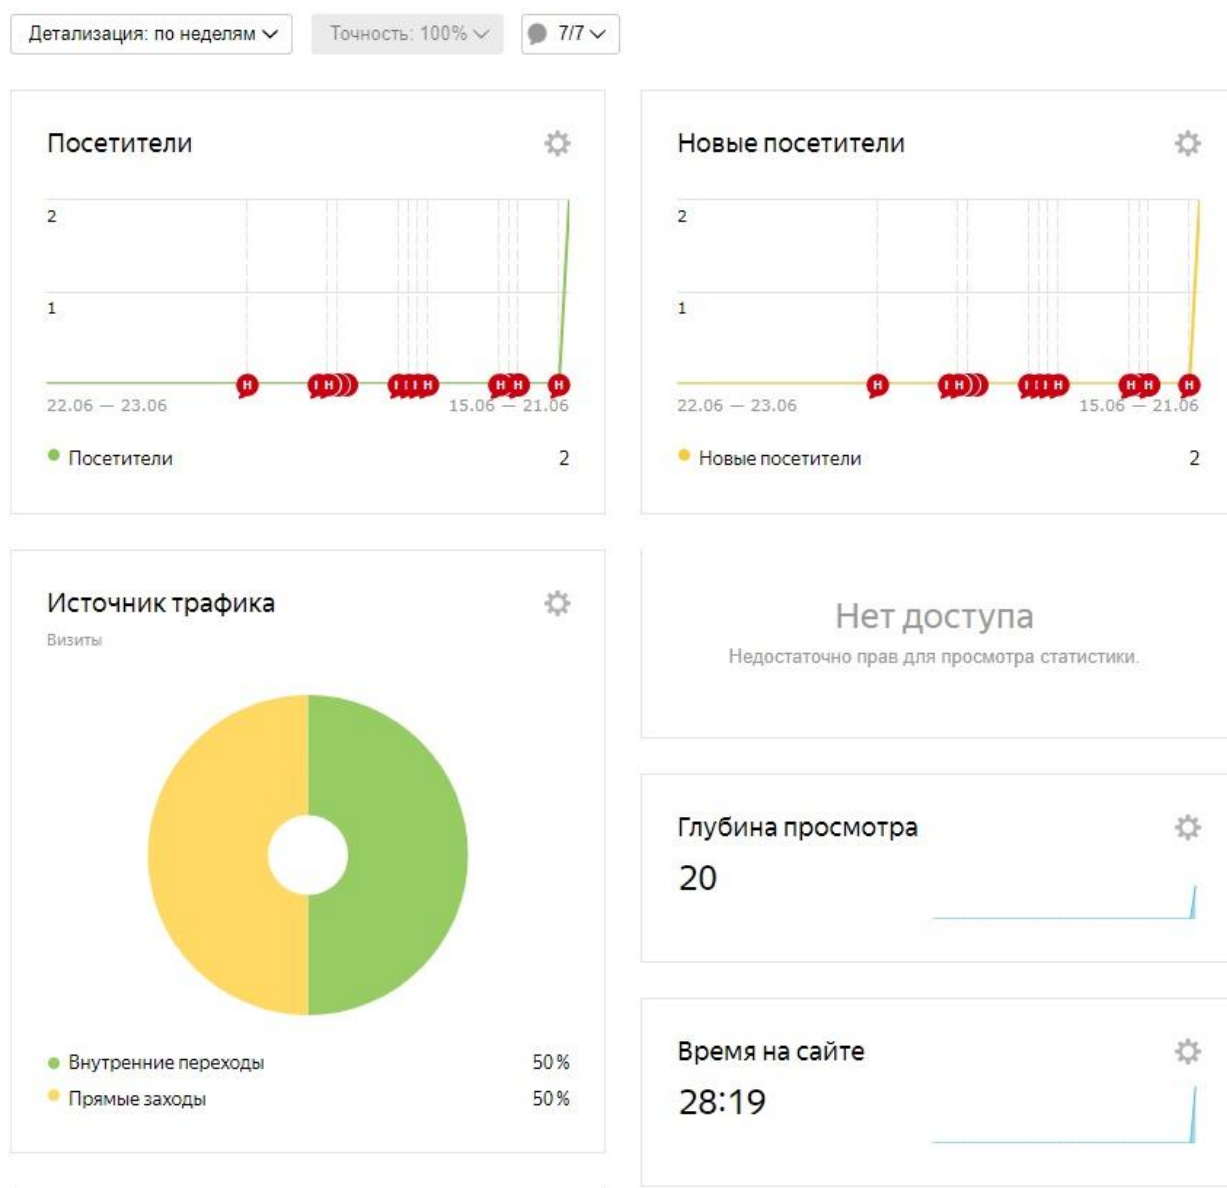 Детализация: по неделям
Точность: 100%
7/7
Посетители
2
1
Н
Н
Н
Н Н
Н
22.06 — 23.06
15.06 — 21.06
Посетители 2
Новые посетители
2
1
Н
Н
Н
Н Н
Н
22.06 — 23.06
15.06 — 21.06
Новые посетители 2
Источник трафика
Визиты
Внутренние переходы 50%
Прямые заходы 50%
Нет доступа
Недостаточно прав для просмотра статистики.
Глубина просмотра
20
Время на сайте
28:19